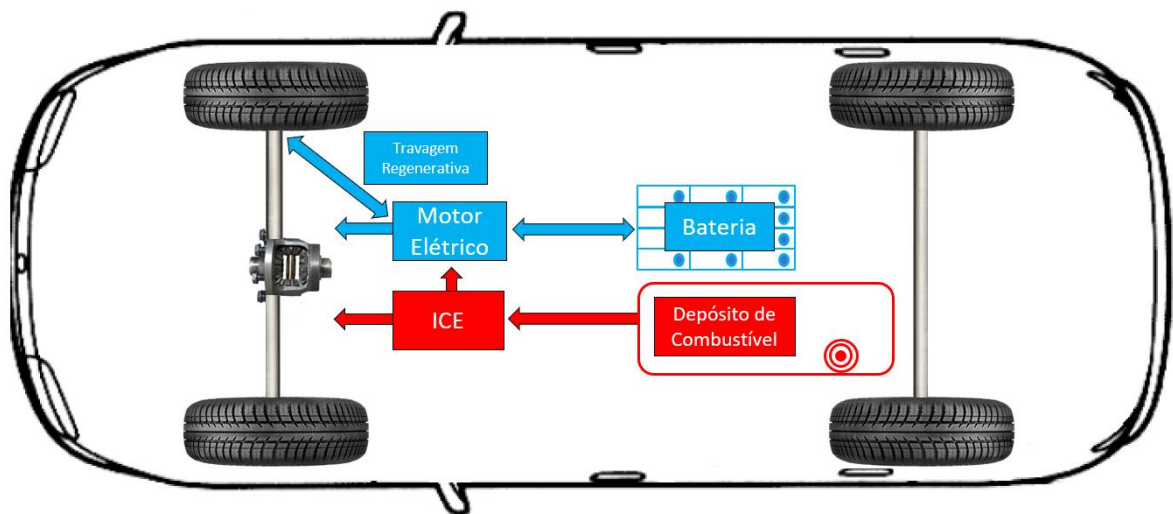 Travagem
Regenerativa
Motor
Elétrico
Bateria
ICE
Depósito de
Combustível